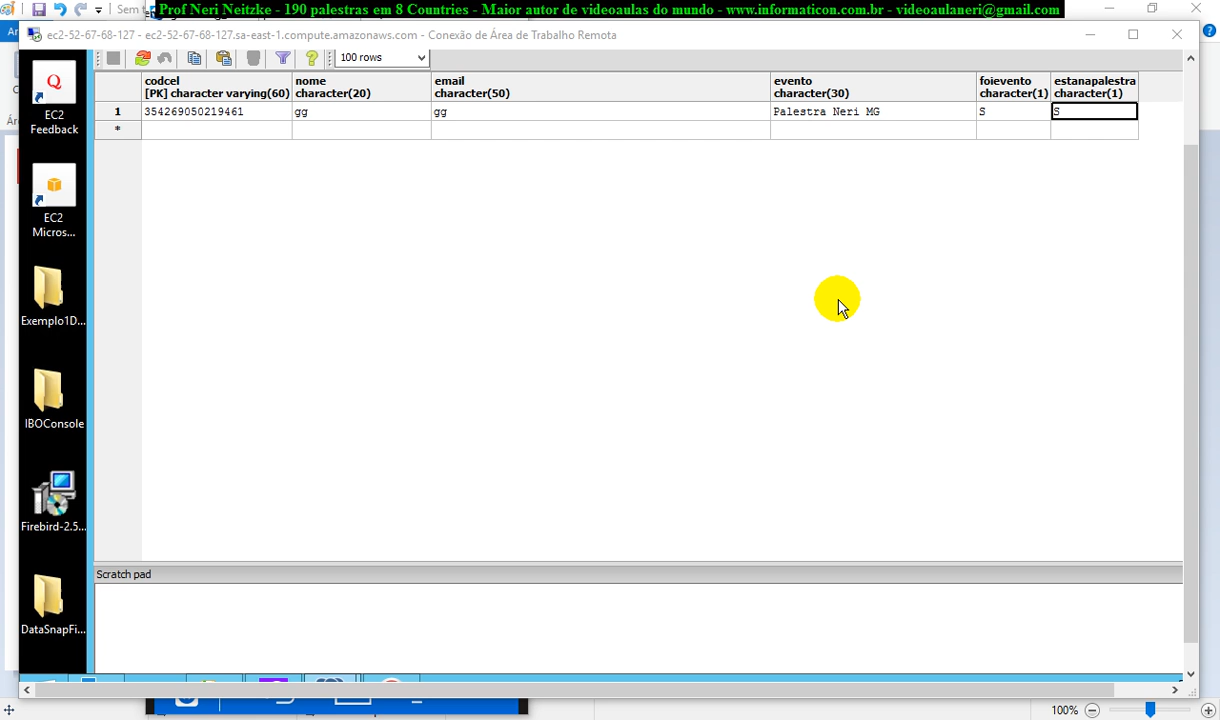 Sem t
Prof Neri Neitzke - 190 palestras em 8 Countries - Maior autor de videoaulas do mundo - www.informaticon.com.br - videoaulaneri@gmail.com
ec2-52-67-68-127 - ec2-52-67-68-127.sa-east-1.compute.amazonaws.com - Conexão de Área de Trabalho Remota
100 rows
codcel nome email evento foievento estanapalestra
[PK] character varying(60) character(20) character(50) character(30) character(1) character(1)
1 354269050219461 gg gg Palestra Neri MG S S
*
EC2
Feedback
EC2
Micros...
Exemplo1D...
IBOConsole
Firebird-2.5...
DataSnapFi...
Scratch pad
100%